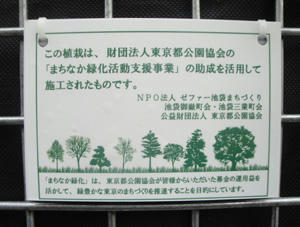 この植栽は、財団法人東京都公園協会の
「まちなか緑化活動支援事業」の助成を活用して
施工されたものです。
NPO法人 ゼファー池袋まちづくり
池袋御嶽町会・池袋三業町会
公益財団法人 東京都公園協会
「まちなか緑化」は、東京都公園協会が皆様からいただいた募金の運用益を
活かして、緑豊かな東京のまちづくりを推進することを目的にしています。